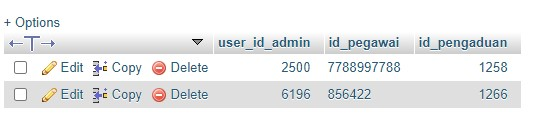 + Options
user_id_admin id_pegawai id_pengaduan
Edit Copy Delete 2500 7788997788 1258
Edit Copy Delete 6196 856422 1266